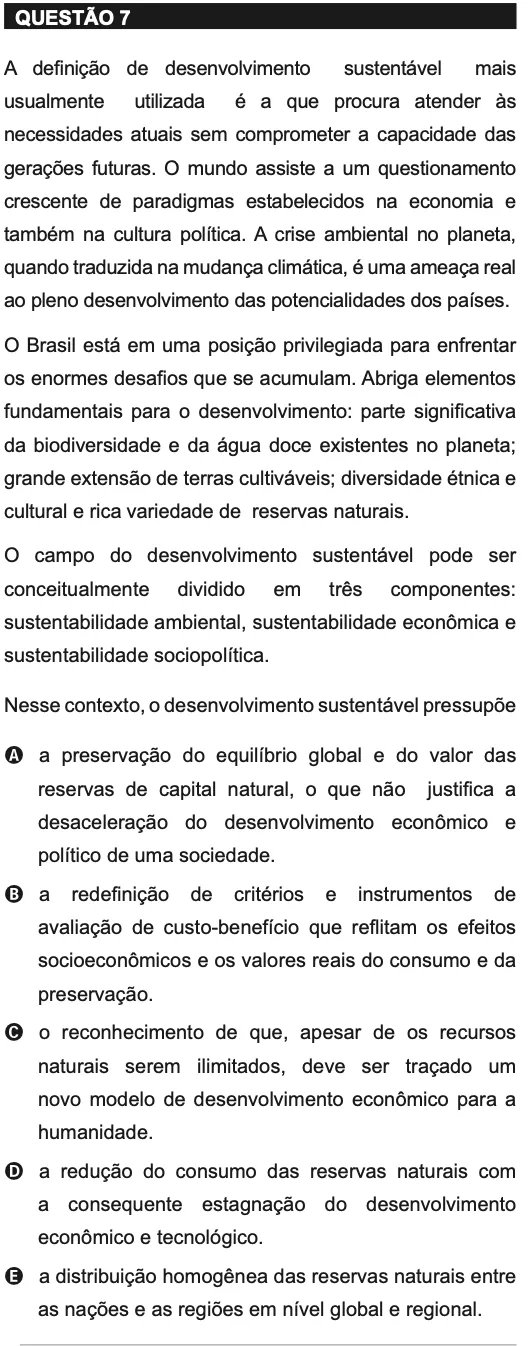 QUESTÃO 7
A definição de desenvolvimento sustentável mais
usualmente utilizada é a que procura atender às
necessidades atuais sem comprometer a capacidade das
gerações futuras. O mundo assiste a um questionamento
crescente de paradigmas estabelecidos na economia e
também na cultura política. A crise ambiental no planeta,
quando traduzida na mudança climática, é uma ameaça real
ao pleno desenvolvimento das potencialidades dos países.
O Brasil está em uma posição privilegiada para enfrentar
os enormes desafios que se acumulam. Abriga elementos
fundamentais para o desenvolvimento: parte significativa
da biodiversidade e da água doce existentes no planeta;
grande extensão de terras cultiváveis; diversidade étnica e
cultural e rica variedade de reservas naturais.
O campo do desenvolvimento sustentável pode ser
conceitualmente dividido em três componentes:
sustentabilidade ambiental, sustentabilidade econômica e
sustentabilidade sociopolítica.
Nesse contexto, o desenvolvimento sustentável pressupõe
A a preservação do equilíbrio global e do valor das
reservas de capital natural, o que não justifica a
desaceleração do desenvolvimento econômico e
político de uma sociedade.
B a redefinição de critérios e instrumentos de
avaliação de custo-benefício que reflitam os efeitos
socioeconômicos e os valores reais do consumo e da
preservação.
C o reconhecimento de que, apesar de os recursos
naturais serem ilimitados, deve ser traçado um
novo modelo de desenvolvimento econômico para a
humanidade.
D a redução do consumo das reservas naturais com
a consequente estagnação do desenvolvimento
econômico e tecnológico.
E a distribuição homogênea das reservas naturais entre
as nações e as regiões em nível global e regional.